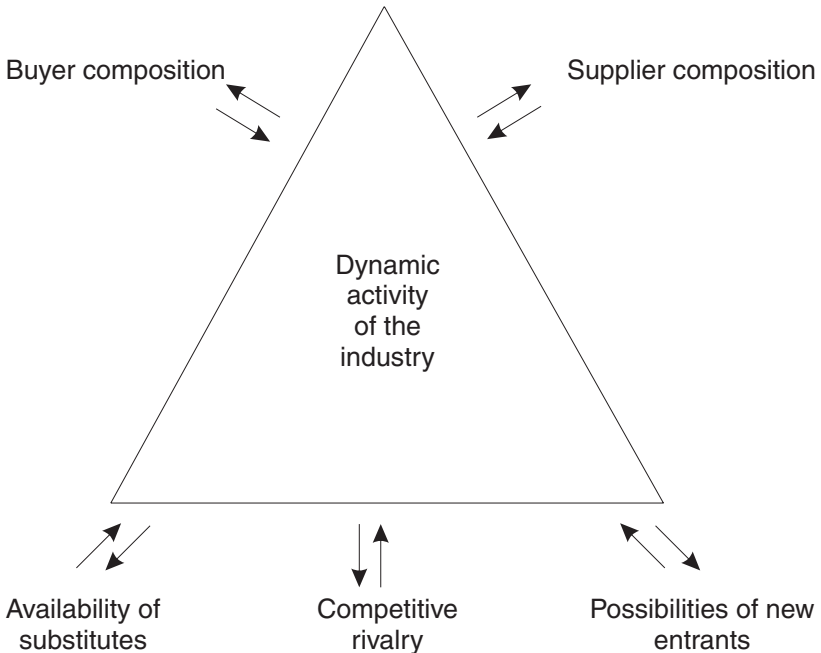 Buyer composition
Supplier composition
Dynamic
activity
of the
industry
Availability of
substitutes
Competitive
rivalry
Possibilities of new
entrants